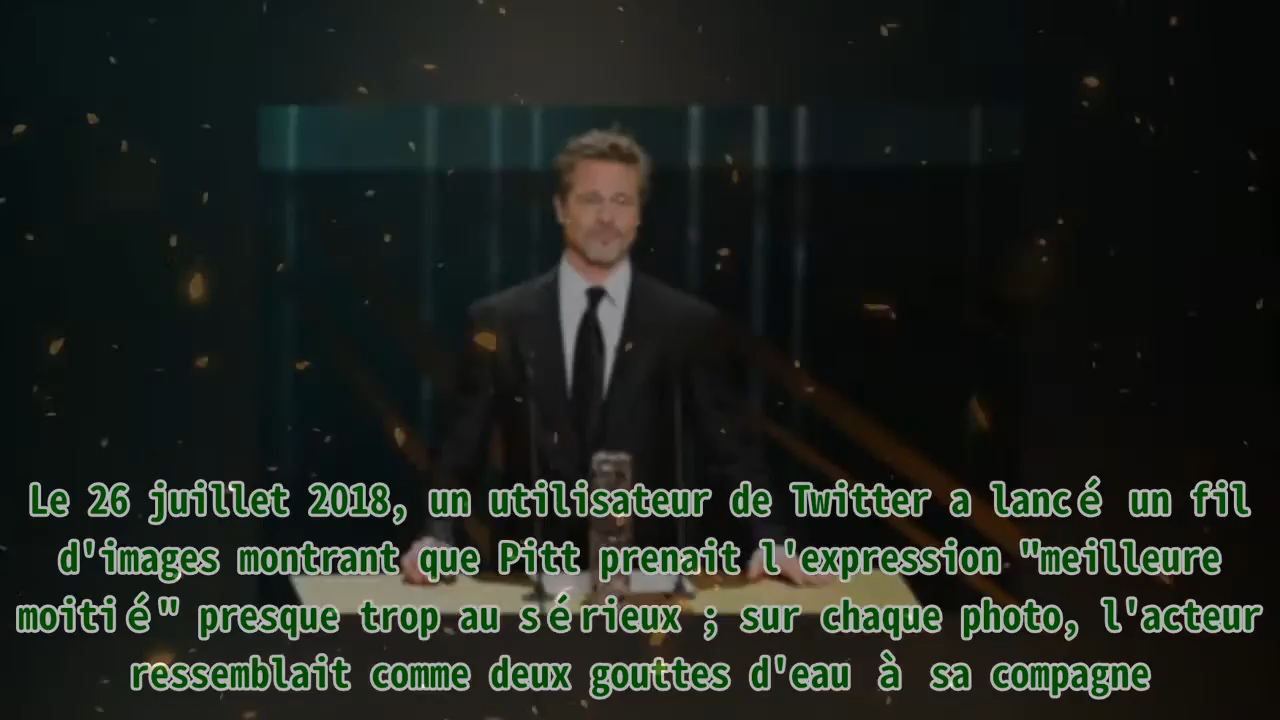 Le 26 juillet 2018, un utilisateur de Twitter a lancé un fil
d'images montrant que Pitt prenait l'expression "meilleure
moitié" presque trop au sérieux ; sur chaque photo, l'acteur
ressemblait comme deux gouttes d'eau à sa compagne